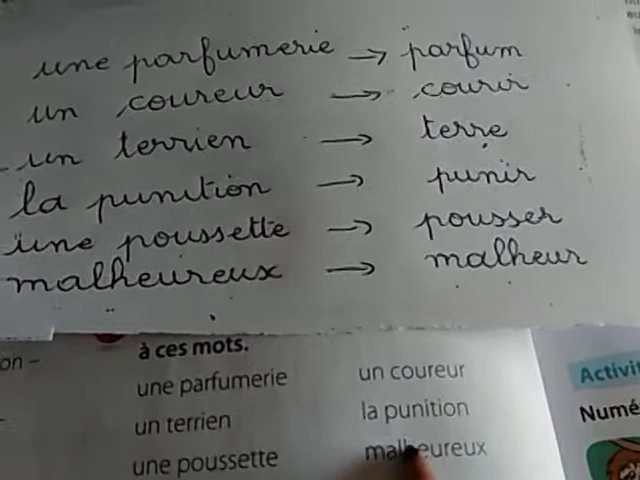 une parfumerie → parfum
un coureur → courir
un terrien → terre
la punition → punir
une poussette → pousser
malheureux → malheur
on –
à ces mots.
une parfumerie un coureur
un terrien la punition
une poussette malheureux
Activi
Numé